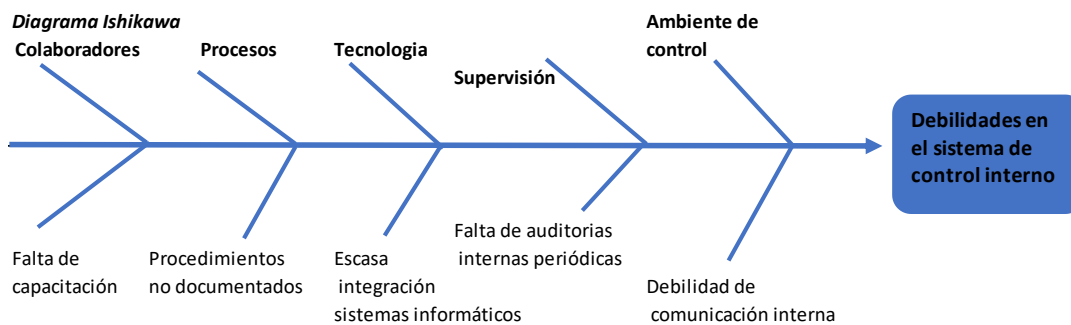 Diagrama Ishikawa
Colaboradores
Procesos
Tecnologia
Supervisión
Ambiente de
control
Debilidades en
el sistema de
control interno
Falta de
capacitación
Procedimientos
no documentados
Escasa
integración
sistemas informáticos
Falta de auditorias
internas periódicas
Debilidad de
comunicación interna